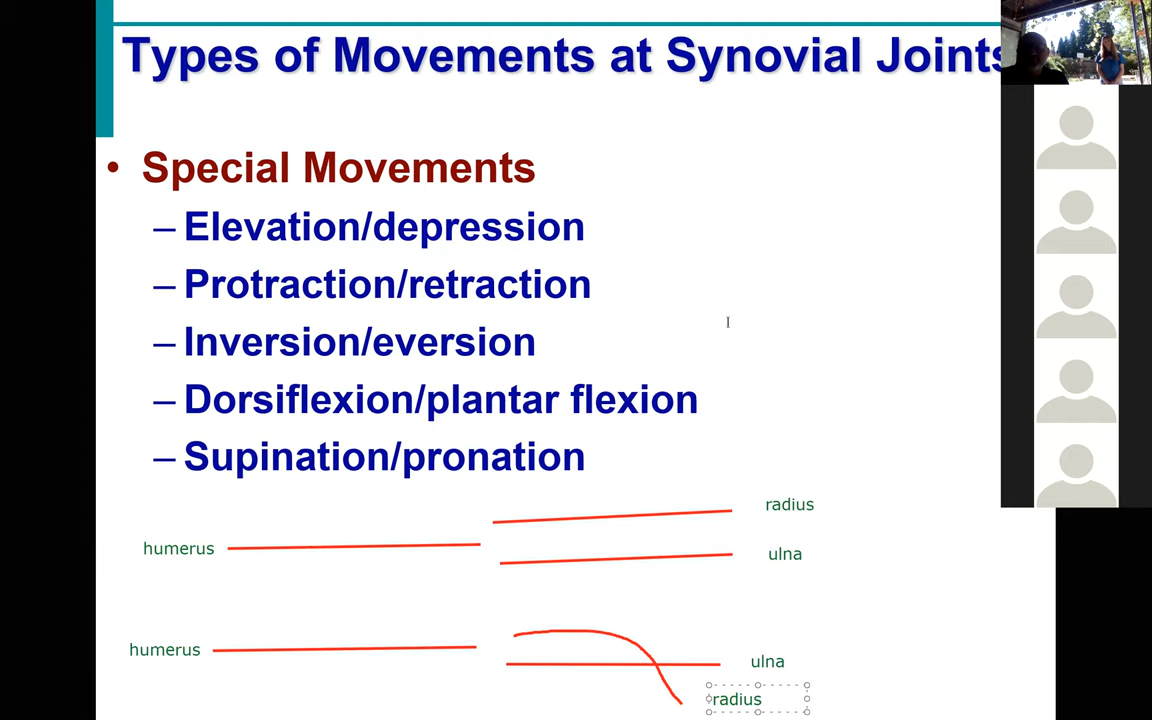 Types of Movements at Synovial Joints
• Special Movements
– Elevation/depression
– Protraction/retraction
– Inversion/eversion
– Dorsiflexion/plantar flexion
– Supination/pronation
radius
humerus
ulna
humerus
ulna
radius